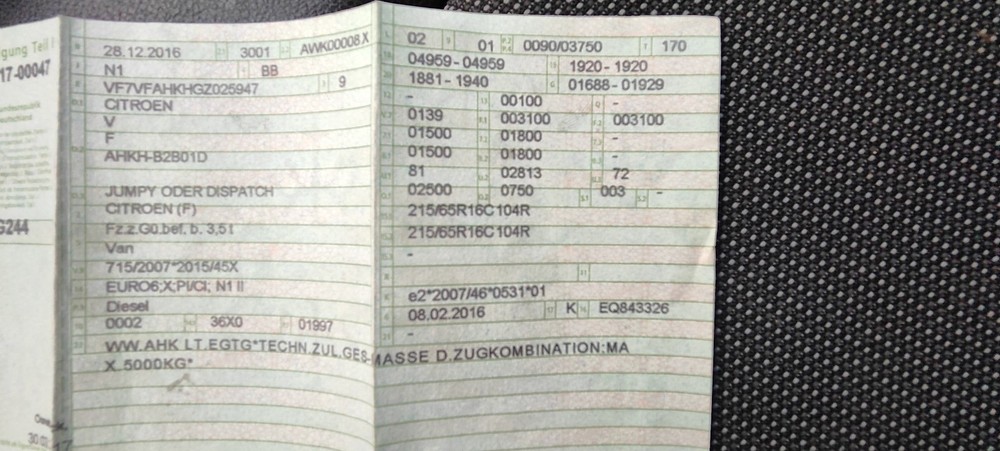 gung Teil I
17-00047
G244
28.12.2016 3001 AWK00008X
N1 BB
VF7VFAHKHGZ025947 9
CITROEN
V
F
AHKH-B2B01D
JUMPY ODER DISPATCH
CITROEN (F)
Fz.z.Gü.bef. b. 3,5 t
Van
715/2007*2015/45X
EURO6;X;PI/CI; N1 II
Diesel
0002 36X0 01997
02 01 0090/03750 170
04959-04959 1920-1920
1881-1940 01688-01929
- 00100 -
0139 003100 003100
01500 01800 -
01500 01800 -
81 02813 72
02500 0750 003 -
215/65R16C104R
215/65R16C104R
-
e2*2007/46*0531*01
08.02.2016 K EQ843326
-
WW.AHK LT.EGTG*TECHN.ZUL.GES-MASSE D.ZUGKOMBINATION:MA
X. 5000KG*